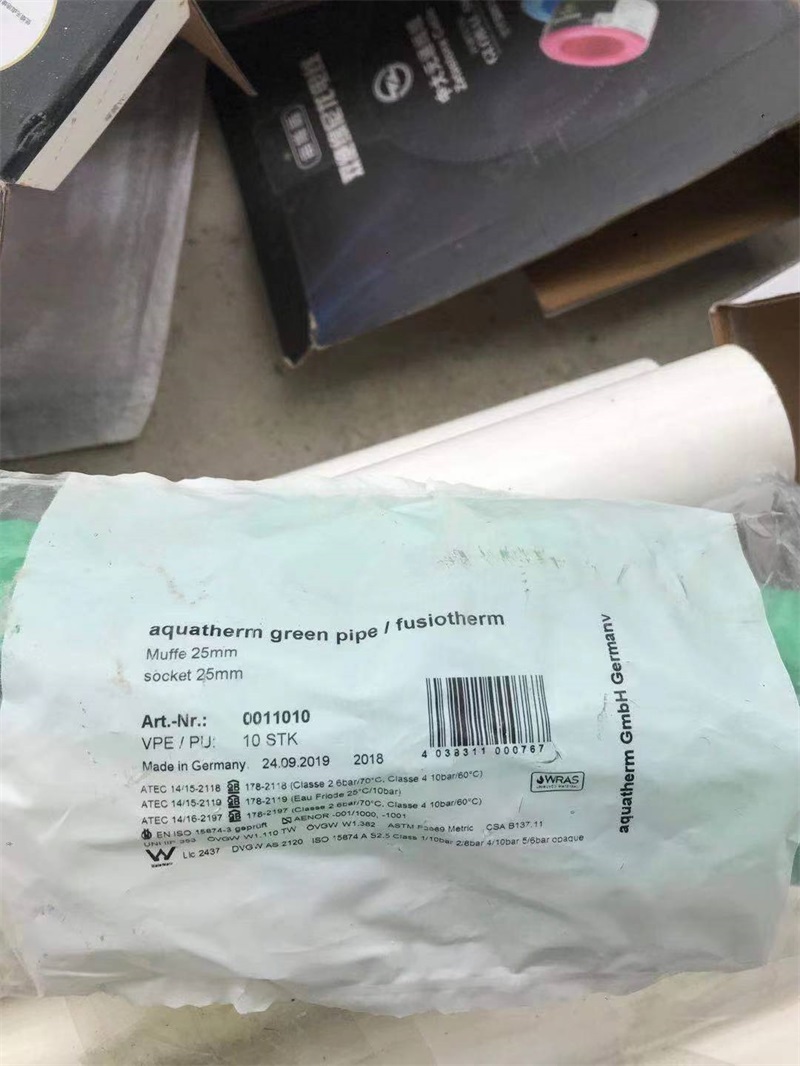 aquatherm green pipe / fusiotherm
Muffe 25mm
socket 25mm
Art.-Nr.: 0011010
VPE / PU: 10 STK
Made in Germany 24.09.2019 2018
4 038311 000767
ATEC 14/15-2118 178-2118 (Classe 2 6bar/70°C, Classe 4 10bar/60°C)
ATEC 14/15-2119 178-2119 (Eau Froide 25°C/10bar)
ATEC 14/16-2197 178-2197 (Classe 2 6bar/70°C, Classe 4 10bar/60°C)
EN ISO 15874-3 geprüft AENOR -001/1000, -1001
ÖVGW W1.110 TW ÖVGW W1.382 ASTM Metric CSA B137.11
Lic 2437 DVGW AS 2120 ISO 15874 A S2.5 Class 1/10bar 2/8bar 4/10bar 5/6bar opaque
WRAS
aquatherm GmbH Germany